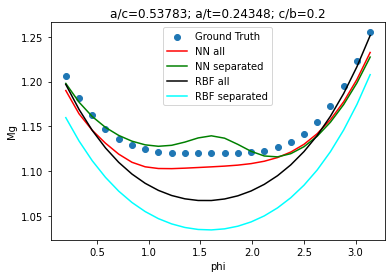 a/c=0.53783; a/t=0.24348; c/b=0.2
Ground Truth
NN all
NN separated
RBF all
RBF separated
1.25
1.20
1.15
1.10
1.05
Mg
0.5 1.0 1.5 2.0 2.5 3.0
phi